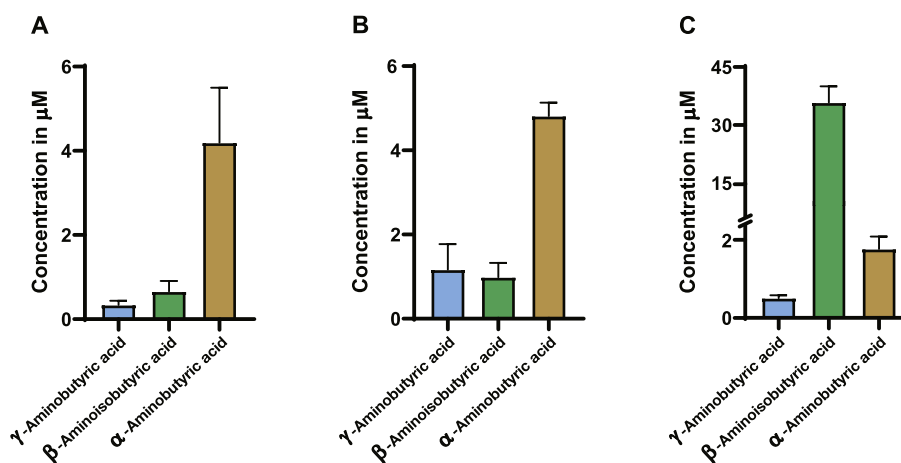 A
Concentration in μM
6
4
2
0
γ-Aminobutyric acid
β-Aminoisobutyric acid
α-Aminobutyric acid
B
Concentration in μM
6
4
2
0
γ-Aminobutyric acid
β-Aminoisobutyric acid
α-Aminobutyric acid
C
Concentration in μM
45
30
15
2
0
γ-Aminobutyric acid
β-Aminoisobutyric acid
α-Aminobutyric acid